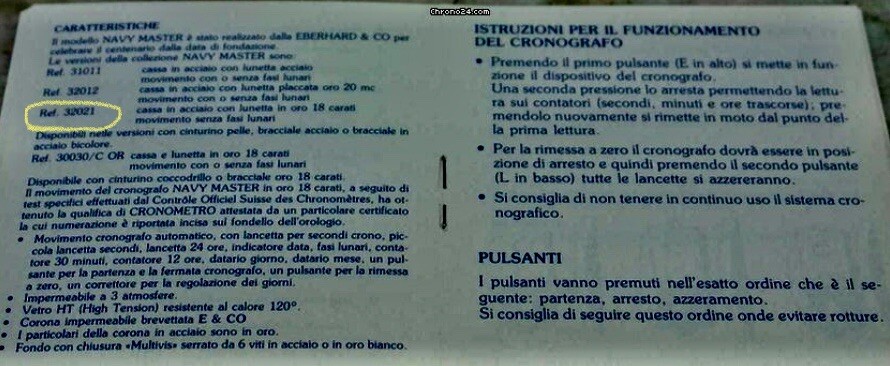 Chrono24.com
CARATTERISTICHE
Il modello NAVY MASTER è stato realizzato dalla EBERHARD & CO per
celebrare il centenario dalla data di fondazione.
Le versioni della collezione NAVY MASTER sono:
Ref. 31011 cassa in acciaio con lunetta acciaio
movimento con o senza fasi lunari
Ref. 32012 cassa in acciaio con lunetta placcata oro 20 mc
movimento con o senza fasi lunari
Ref. 32021 cassa in acciaio con lunetta in oro 18 carati
movimento senza fasi lunari
Disponibili nelle versioni con cinturino pelle, bracciale acciaio o bracciale in
acciaio bicolore.
Ref. 30030/C OR cassa e lunetta in oro 18 carati
movimento con o senza fasi lunari
Disponibile con cinturino coccodrillo o bracciale oro 18 carati.
Il movimento del cronografo NAVY MASTER in oro 18 carati, a seguito di
test specifici effettuati dal Contrôle Officiel Suisse des Chronomètres, ha ot-
tenuto la qualifica di CRONOMETRO attestata da un particolare certificato
la cui numerazione è riportata incisa sul fondello dell'orologio.
• Movimento cronografo automatico, con lancetta per secondi crono, pic-
cola lancetta secondi, lancetta 24 ore, indicatore data, fasi lunari, conta-
tore 30 minuti, contatore 12 ore, datario giorno, datario mese, un pul-
sante per la partenza e la fermata cronografo, un pulsante per la rimessa
a zero, un correttore per la regolazione dei giorni.
• Impermeabile a 3 atmosfere.
• Vetro HT (High Tension) resistente al calore 120°.
• Corona impermeabile brevettata E & CO
• I particolari della corona in acciaio sono in oro.
• Fondo con chiusura «Multivis» serrato da 6 viti in acciaio o in oro bianco.
ISTRUZIONI PER IL FUNZIONAMENTO
DEL CRONOGRAFO
• Premendo il primo pulsante (E in alto) si mette in fun-
zione il dispositivo del cronografo.
Una seconda pressione lo arresta permettendo la lettu-
ra sui contatori (secondi, minuti e ore trascorse); pre-
mendolo nuovamente si rimette in moto dal punto del-
la prima lettura.
• Per la rimessa a zero il cronografo dovrà essere in posi-
zione di arresto e quindi premendo il secondo pulsante
(L in basso) tutte le lancette si azzereranno.
• Si consiglia di non tenere in continuo uso il sistema cro-
nografico.
PULSANTI
I pulsanti vanno premuti nell'esatto ordine che è il se-
guente: partenza, arresto, azzeramento.
Si consiglia di seguire questo ordine onde evitare rotture.